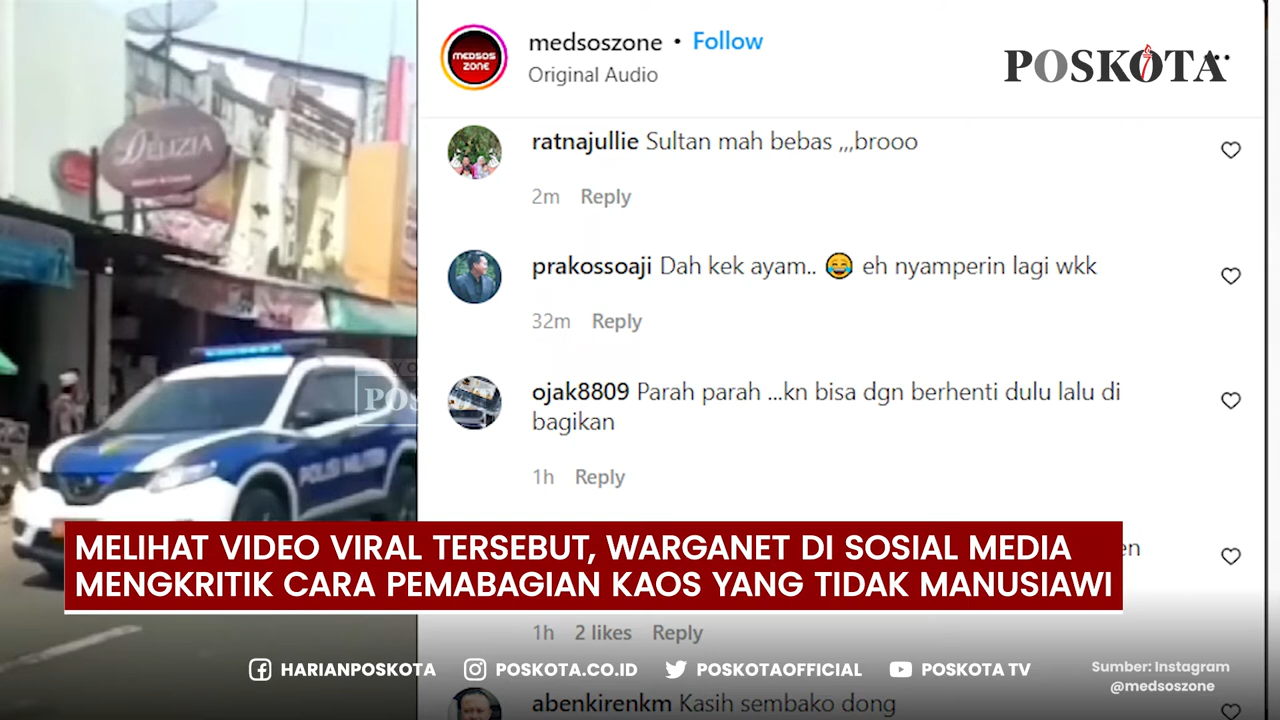 DELIZIA
POLISI MILITER
MEDSOS
ZONE
medsoszone • Follow
Original Audio
POSKOTA
ratnajullie Sultan mah bebas ,,,brooo
2m Reply
prakossoaji Dah kek ayam.. 😂 eh nyamperin lagi wkk
32m Reply
ojak8809 Parah parah ...kn bisa dgn berhenti dulu lalu di
bagikan
1h Reply
MELIHAT VIDEO VIRAL TERSEBUT, WARGANET DI SOSIAL MEDIA
MENGKRITIK CARA PEMABAGIAN KAOS YANG TIDAK MANUSIAWI
1h 2 likes Reply
HARIANPOSKOTA POSKOTA.CO.ID POSKOTAOFFICIAL POSKOTA TV
Sumber: Instagram
@medsoszone
abenkirenkm Kasih sembako dong